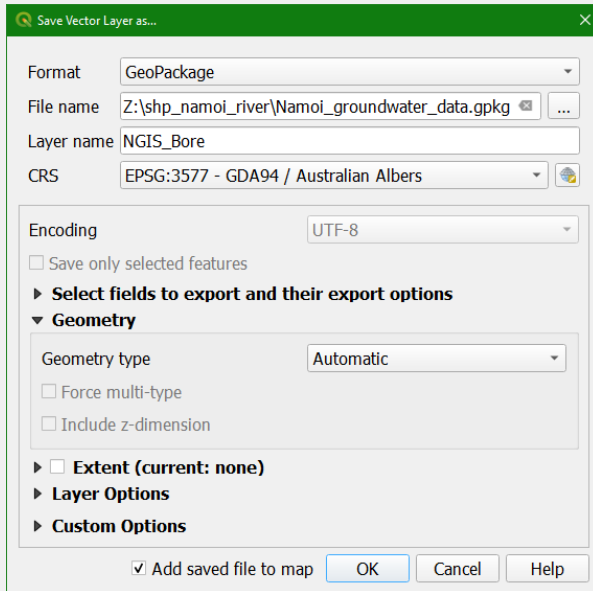 Save Vector Layer as...
Format GeoPackage
File name Z:\shp_namoi_river/Namoi_groundwater_data.gpkg ...
Layer name NGIS_Bore
CRS EPSG:3577 - GDA94 / Australian Albers
Encoding UTF-8
Save only selected features
Select fields to export and their export options
Geometry
Geometry type Automatic
Force multi-type
Include z-dimension
Extent (current: none)
Layer Options
Custom Options
Add saved file to map OK Cancel Help